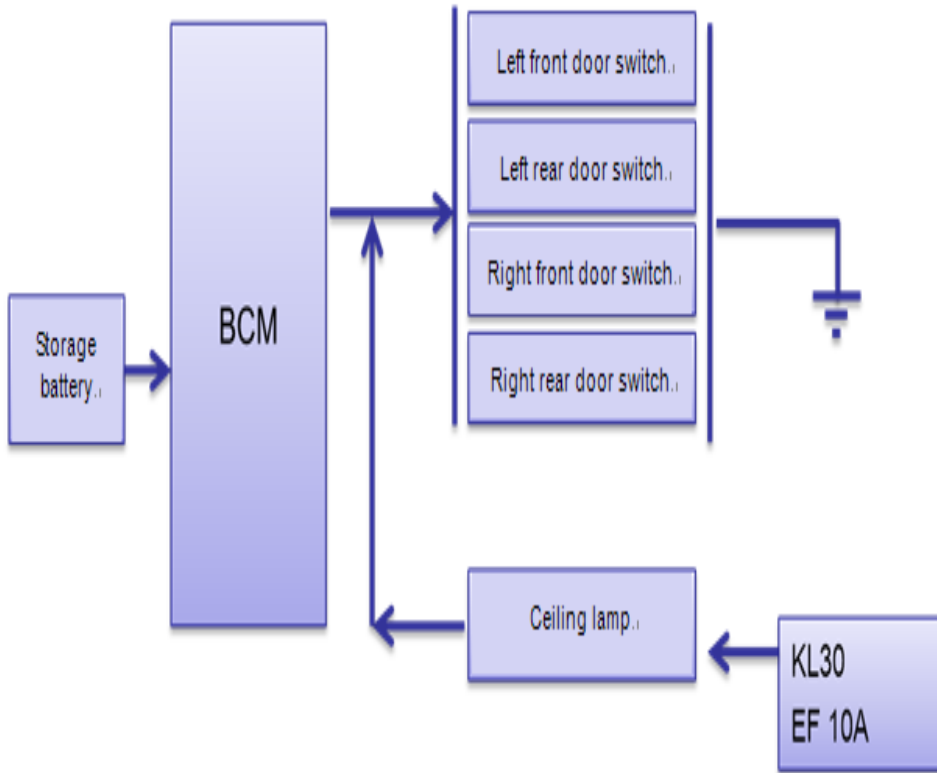 Left front door switch.
Left rear door switch.
Right front door switch.
Right rear door switch.
BCM
Storage
battery.
Ceiling lamp.
KL30
EF 10A